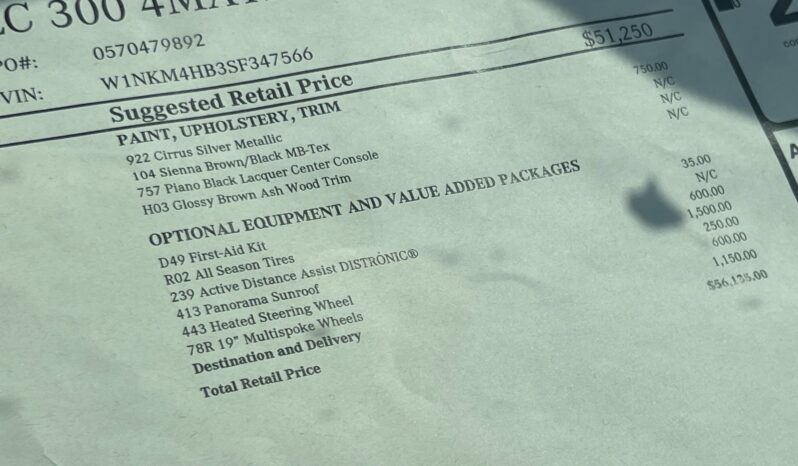 LC 300 4MATI
PO#: 0570479892
VIN: W1NKM4HB3SF347566
Suggested Retail Price $51,250
PAINT, UPHOLSTERY, TRIM
922 Cirrus Silver Metallic 750.00
104 Sienna Brown/Black MB-Tex N/C
757 Piano Black Lacquer Center Console N/C
H03 Glossy Brown Ash Wood Trim N/C
OPTIONAL EQUIPMENT AND VALUE ADDED PACKAGES
D49 First-Aid Kit 35.00
R02 All Season Tires N/C
239 Active Distance Assist DISTRONIC® 600.00
413 Panorama Sunroof 1,500.00
443 Heated Steering Wheel 250.00
78R 19" Multispoke Wheels 600.00
Destination and Delivery 1,150.00
Total Retail Price $56,135.00